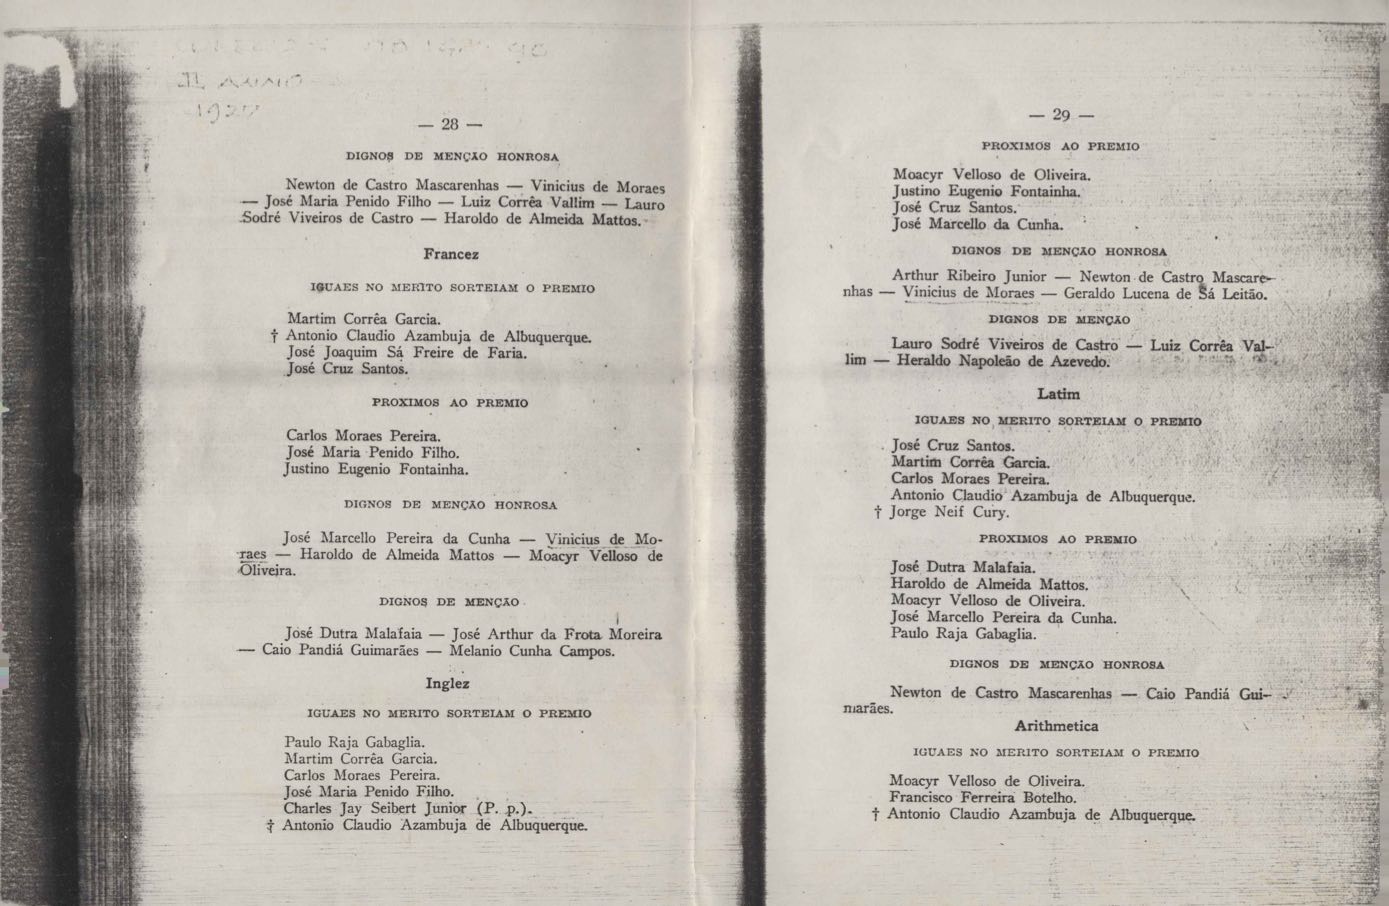 II ANNO
— 28 —
DIGNOS DE MENÇÃO HONROSA
Newton de Castro Mascarenhas — Vinicius de Moraes
— José Maria Penido Filho — Luiz Corrêa Vallim — Lauro
Sodré Viveiros de Castro — Haroldo de Almeida Mattos.
Francez
IGUAES NO MERITO SORTEIAM O PREMIO
Martim Corrêa Garcia.
† Antonio Claudio Azambuja de Albuquerque.
José Joaquim Sá Freire de Faria.
José Cruz Santos.
PROXIMOS AO PREMIO
Carlos Moraes Pereira.
José Maria Penido Filho.
Justino Eugenio Fontainha.
DIGNOS DE MENÇÃO HONROSA
José Marcello Pereira da Cunha — Vinicius de Mo-
raes — Haroldo de Almeida Mattos — Moacyr Velloso de
Oliveira.
DIGNOS DE MENÇÃO
José Dutra Malafaia — José Arthur da Frota Moreira
— Caio Pandiá Guimarães — Melanio Cunha Campos.
Inglez
IGUAES NO MERITO SORTEIAM O PREMIO
Paulo Raja Gabaglia.
Martim Corrêa Garcia.
Carlos Moraes Pereira.
José Maria Penido Filho.
Charles Jay Seibert Junior (P. p.).
† Antonio Claudio Azambuja de Albuquerque.
— 29 —
PROXIMOS AO PREMIO
Moacyr Velloso de Oliveira.
Justino Eugenio Fontainha.
José Cruz Santos.
José Marcello da Cunha.
DIGNOS DE MENÇÃO HONROSA
Arthur Ribeiro Junior — Newton de Castro Mascare-
nhas — Vinicius de Moraes — Geraldo Lucena de Sá Leitão.
DIGNOS DE MENÇÃO
Lauro Sodré Viveiros de Castro — Luiz Corrêa Val-
lim — Heraldo Napoleão de Azevedo.
Latim
IGUAES NO MERITO SORTEIAM O PREMIO
José Cruz Santos.
Martim Corrêa Garcia.
Carlos Moraes Pereira.
Antonio Claudio Azambuja de Albuquerque.
† Jorge Neif Cury.
PROXIMOS AO PREMIO
José Dutra Malafaia.
Haroldo de Almeida Mattos.
Moacyr Velloso de Oliveira.
José Marcello Pereira da Cunha.
Paulo Raja Gabaglia.
DIGNOS DE MENÇÃO HONROSA
Newton de Castro Mascarenhas — Caio Pandiá Gui-
marães.
Arithmetica
IGUAES NO MERITO SORTEIAM O PREMIO
Moacyr Velloso de Oliveira.
Francisco Ferreira Botelho.
† Antonio Claudio Azambuja de Albuquerque.